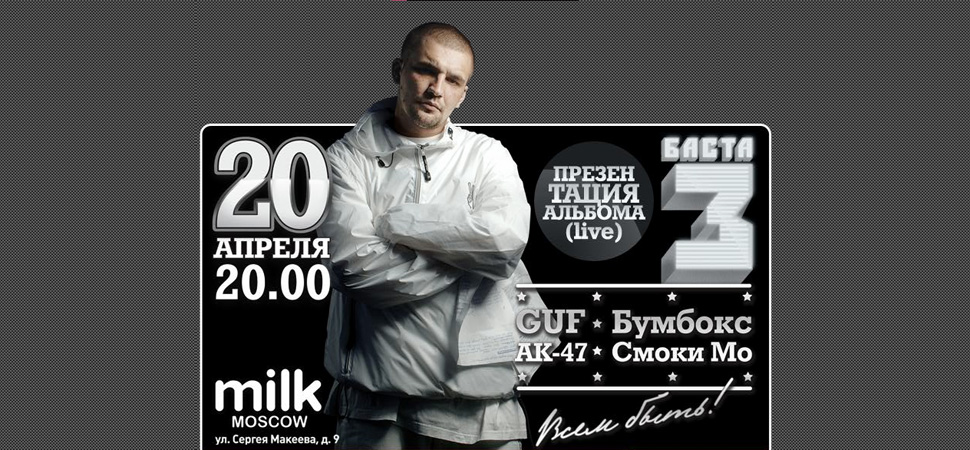 20
АПРЕЛЯ
20.00
milk
MOSCOW
ул. Сергея Макеева, д. 9
ПРЕЗЕН
ТАЦИЯ
АЛЬБОМА
(live)
БАСТА
3
GUF ★ Бумбокс
АК-47 ★ Смоки Мо
Всем быть!